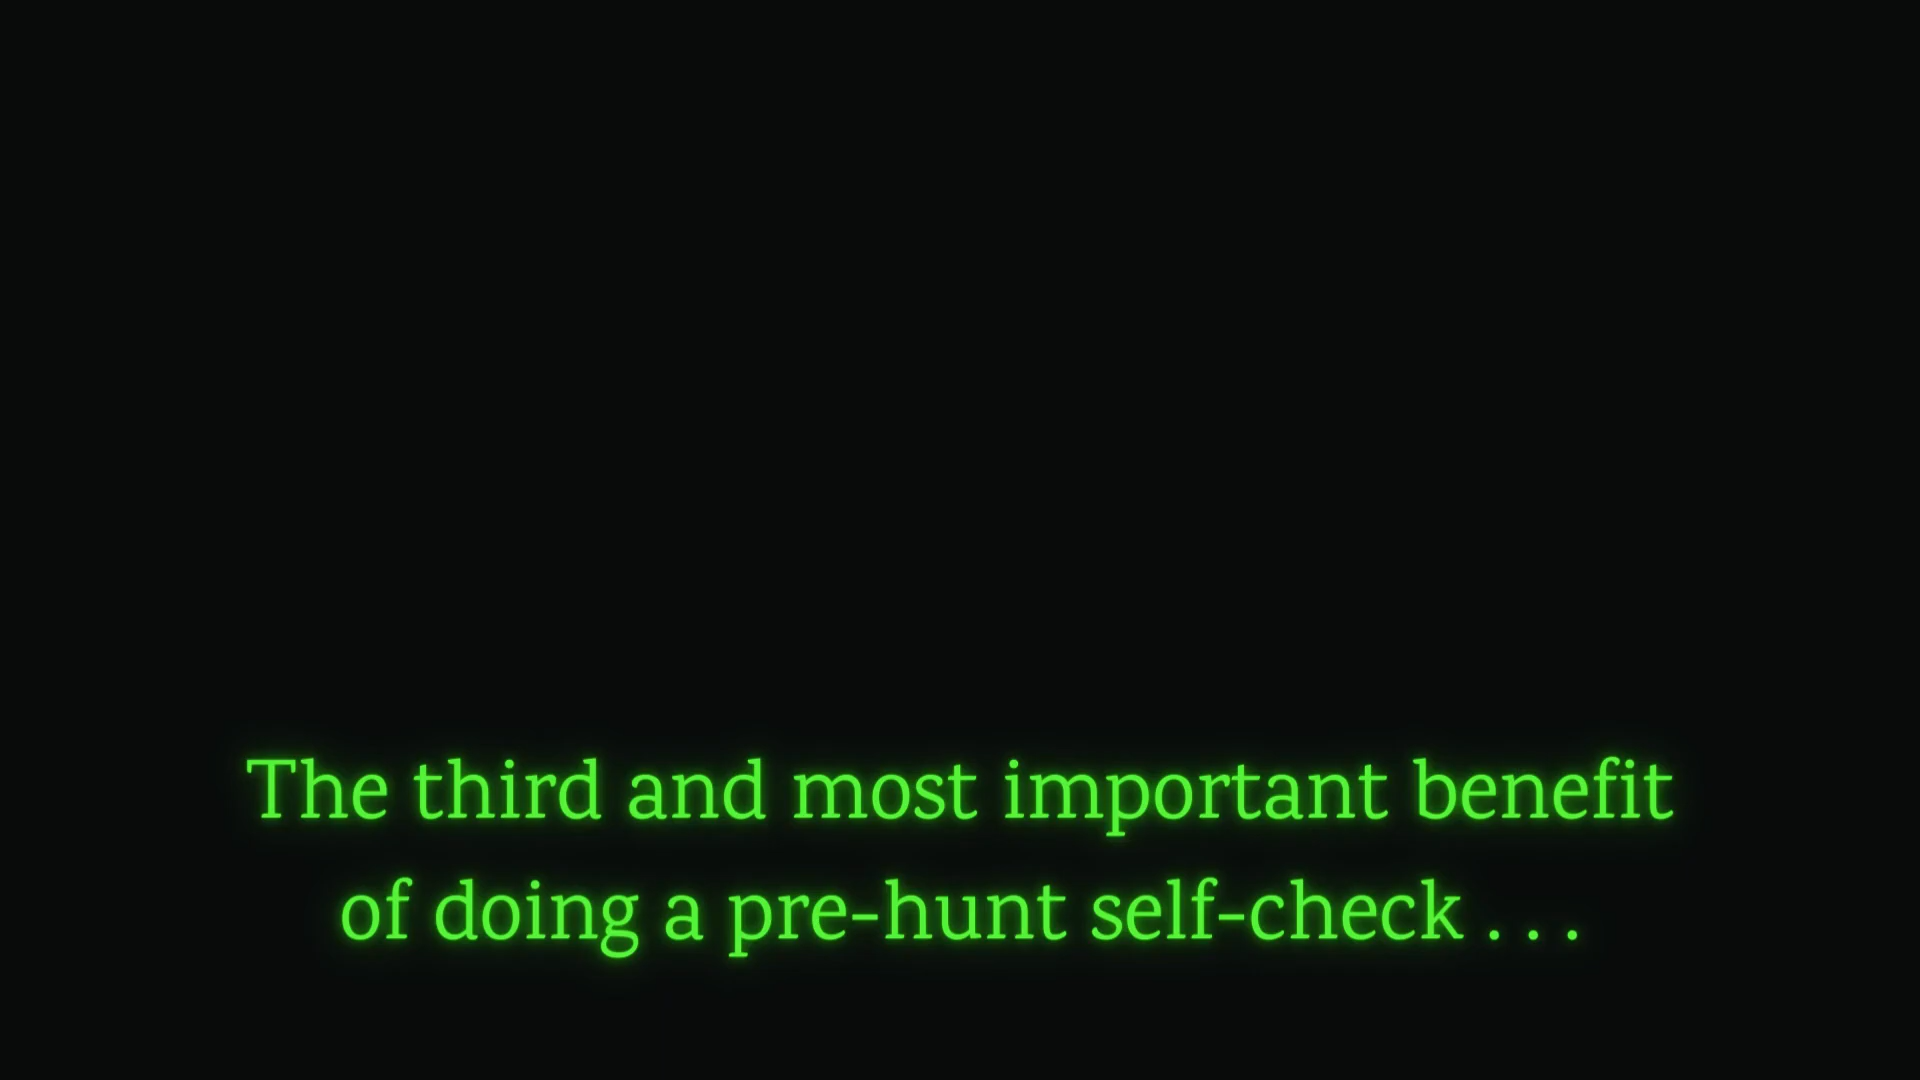 The third and most important benefit
of doing a pre-hunt self-check . . .